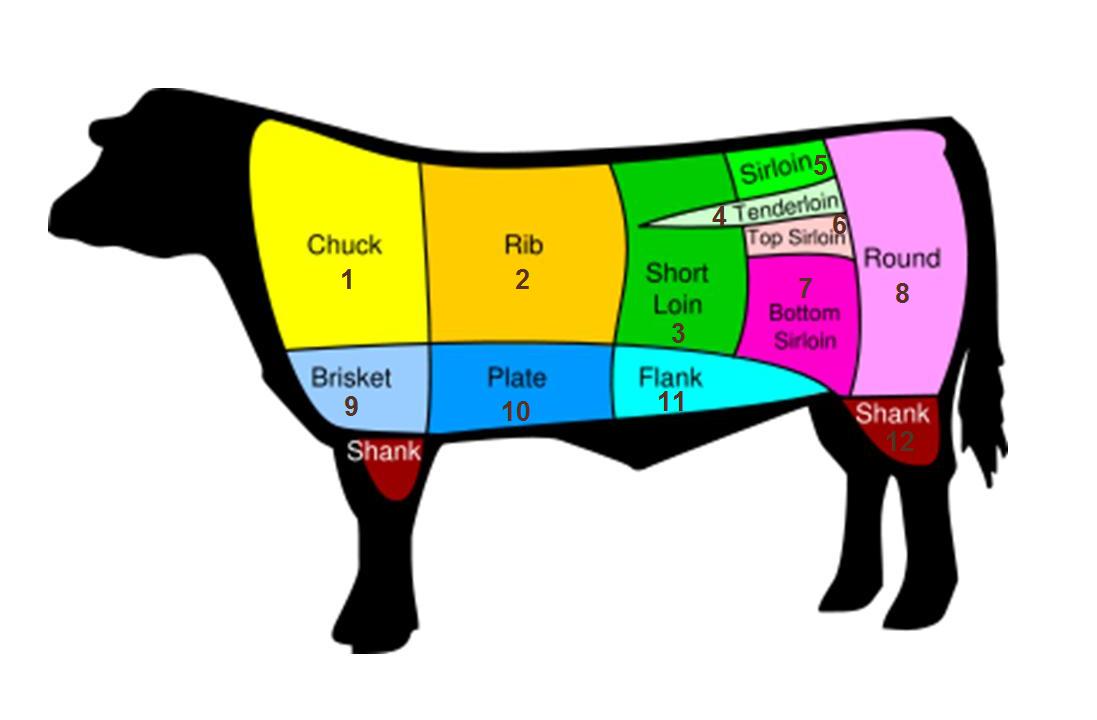 Chuck
1
Rib
2
Short
Loin
3
4 Tenderloin
Sirloin 5
6
Top Sirloin
7
Bottom
Sirloin
Round
8
Brisket
9
Plate
10
Flank
11
Shank
Shank
12